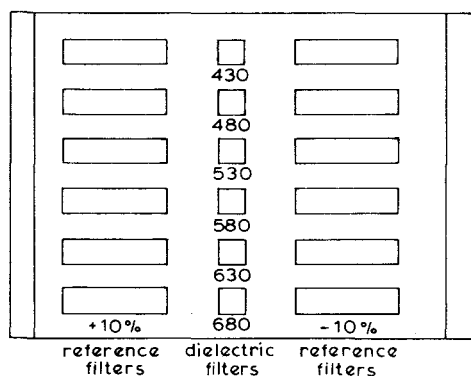 430
480
530
580
630
+10% 680 -10%
reference dielectric reference
filters filters filters